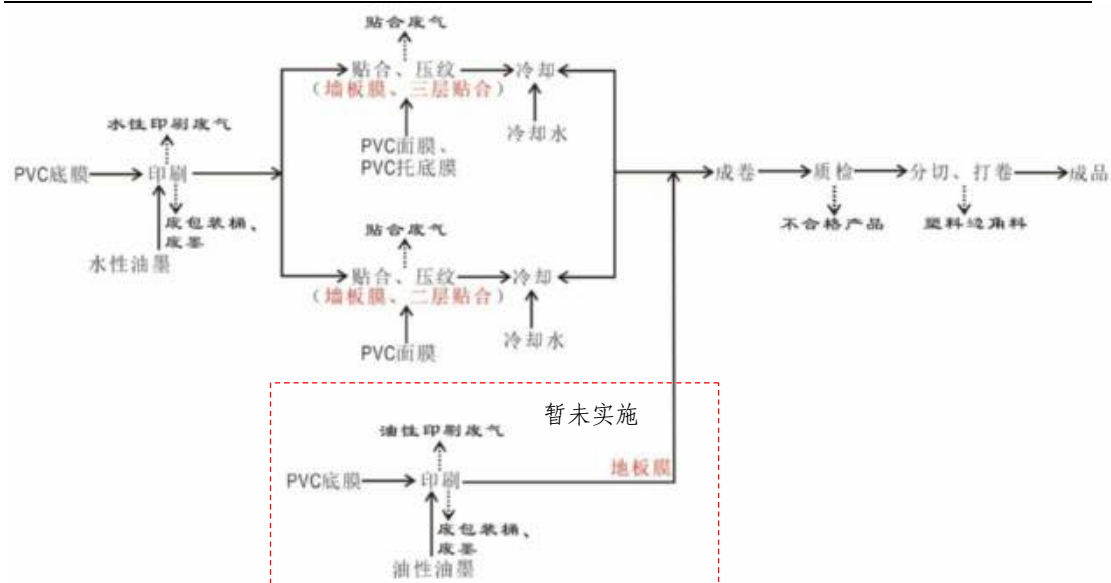 贴合废气
贴合、压纹
冷却
（墙板膜、三层贴合）
水性印刷废气
冷却水
PVC面膜、
PVC托底膜
PVC底膜
印刷
成卷
质检
分切、打卷
成品
废包装桶、
废墨
不合格产品
塑料边角料
水性油墨
贴合废气
贴合、压纹
冷却
（墙板膜、二层贴合）
冷却水
PVC面膜
暂未实施
油性印刷废气
地板膜
PVC底膜
印刷
废包装桶、
废墨
油性油墨